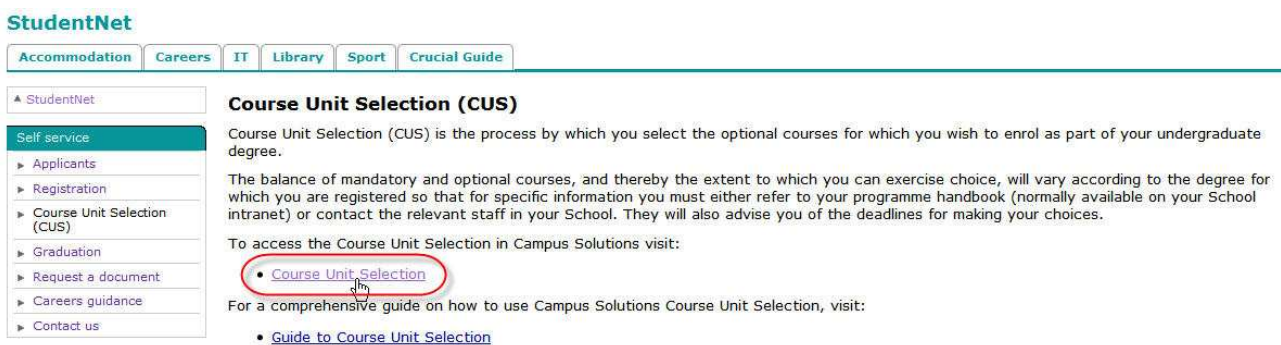 StudentNet
Accommodation Careers IT Library Sport Crucial Guide
StudentNet
Self service
Applicants
Registration
Course Unit Selection
(CUS)
Graduation
Request a document
Careers guidance
Contact us
Course Unit Selection (CUS)
Course Unit Selection (CUS) is the process by which you select the optional courses for which you wish to enrol as part of your undergraduate
degree.
The balance of mandatory and optional courses, and thereby the extent to which you can exercise choice, will vary according to the degree for
which you are registered so that for specific information you must either refer to your programme handbook (normally available on your School
intranet) or contact the relevant staff in your School. They will also advise you of the deadlines for making your choices.
To access the Course Unit Selection in Campus Solutions visit:
• Course Unit Selection
For a comprehensive guide on how to use Campus Solutions Course Unit Selection, visit:
• Guide to Course Unit Selection